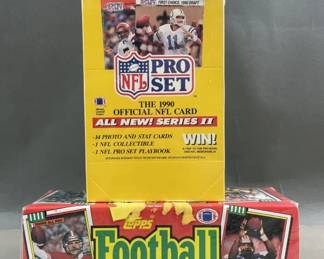 FIRST CHOICE, 1990 DRAFT
11
NFL
PRO
SET
THE 1990
OFFICIAL NFL CARD
ALL NEW! SERIES II
-14 PHOTO AND STAT CARDS
-1 NFL COLLECTIBLE
-1 NFL PRO SET PLAYBOOK
WIN!
TOPPS
Football